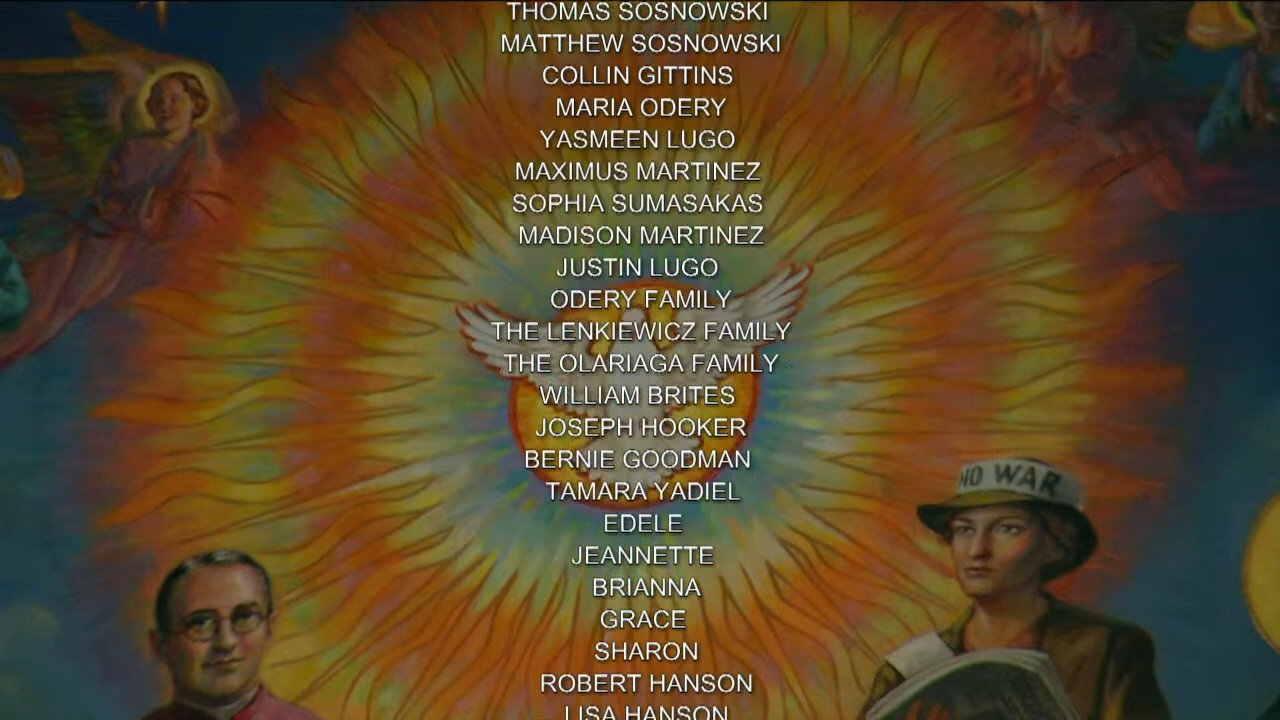 THOMAS SOSNOWSKI
MATTHEW SOSNOWSKI
COLLIN GITTINS
MARIA ODERY
YASMEEN LUGO
MAXIMUS MARTINEZ
SOPHIA SUMASAKAS
MADISON MARTINEZ
JUSTIN LUGO
ODERY FAMILY
THE LENKIEWICZ FAMILY
THE OLARIAGA FAMILY
WILLIAM BRITES
JOSEPH HOOKER
BERNIE GOODMAN
TAMARA YADIEL
EDELE
JEANNETTE
BRIANNA
GRACE
SHARON
ROBERT HANSON
LISA HANSON
NO WAR